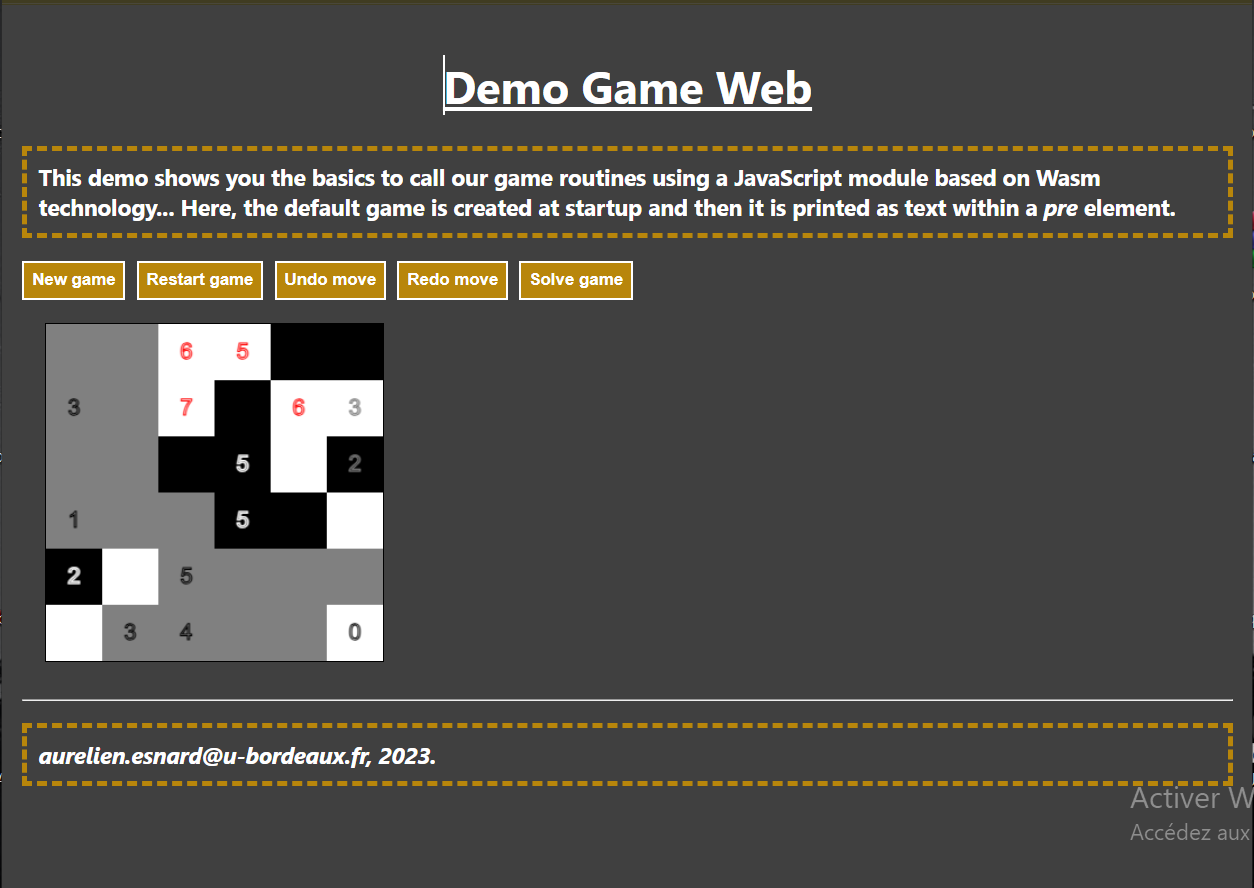 Demo Game Web
This demo shows you the basics to call our game routines using a JavaScript module based on Wasm
technology... Here, the default game is created at startup and then it is printed as text within a pre element.
New game Restart game Undo move Redo move Solve game
6 5
3 7 6 3
5 2
1 5
2 5
3 4 0
aurelien.esnard@u-bordeaux.fr, 2023.
Activer W
Accédez aux